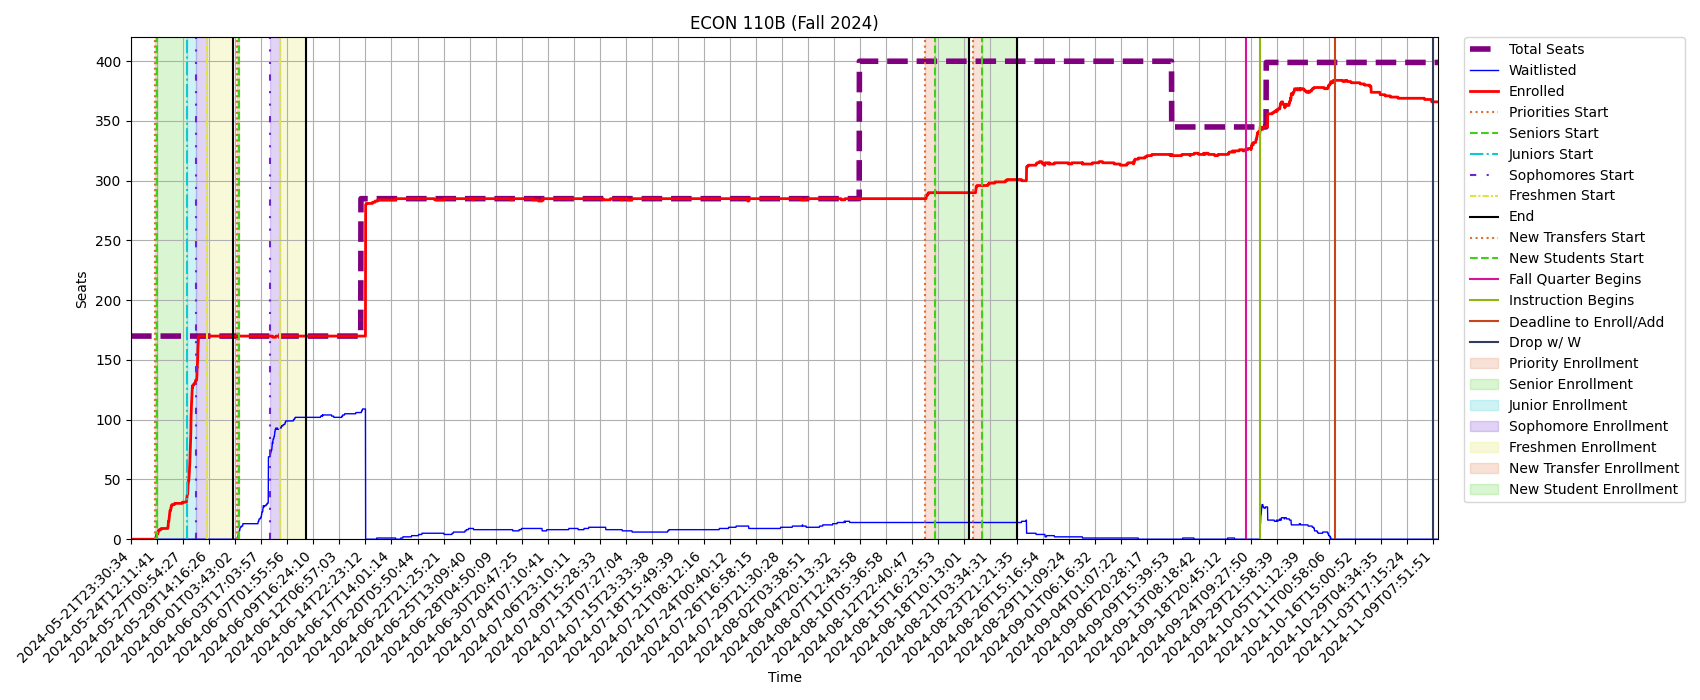 ECON 110B (Fall 2024)
Seats
400
350
300
250
200
150
100
50
0
2024-05-21T23:30:34
2024-05-24T12:11:41
2024-05-27T00:54:27
2024-05-29T14:16:26
2024-06-01T03:43:02
2024-06-03T17:03:57
2024-06-07T01:55:56
2024-06-09T16:24:10
2024-06-12T06:57:03
2024-06-14T22:23:12
2024-06-17T14:01:14
2024-06-20T05:50:44
2024-06-22T21:25:21
2024-06-25T13:09:40
2024-06-28T04:50:09
2024-06-30T20:47:25
2024-07-04T07:10:41
2024-07-06T23:10:11
2024-07-09T15:28:33
2024-07-13T07:27:04
2024-07-15T23:33:38
2024-07-18T15:49:39
2024-07-21T08:12:16
2024-07-24T00:40:12
2024-07-26T16:58:15
2024-07-29T21:30:28
2024-08-02T03:38:51
2024-08-04T20:13:32
2024-08-07T12:43:58
2024-08-10T05:36:58
2024-08-12T22:40:47
2024-08-15T16:23:53
2024-08-18T10:13:01
2024-08-21T03:34:31
2024-08-23T21:21:35
2024-08-26T15:16:54
2024-08-29T11:09:24
2024-09-01T06:16:32
2024-09-04T01:07:22
2024-09-06T20:28:17
2024-09-13T15:39:53
2024-09-13T08:18:42
2024-09-18T20:45:12
2024-09-24T09:27:50
2024-09-29T21:58:39
2024-10-05T11:12:39
2024-10-11T00:58:06
2024-10-16T15:00:52
2024-10-29T04:34:35
2024-11-03T17:15:24
2024-11-09T07:51:51
Time
Total Seats
Waitlisted
Enrolled
Priorities Start
Seniors Start
Juniors Start
Sophomores Start
Freshmen Start
End
New Transfers Start
New Students Start
Fall Quarter Begins
Instruction Begins
Deadline to Enroll/Add
Drop w/ W
Priority Enrollment
Senior Enrollment
Junior Enrollment
Sophomore Enrollment
Freshmen Enrollment
New Transfer Enrollment
New Student Enrollment